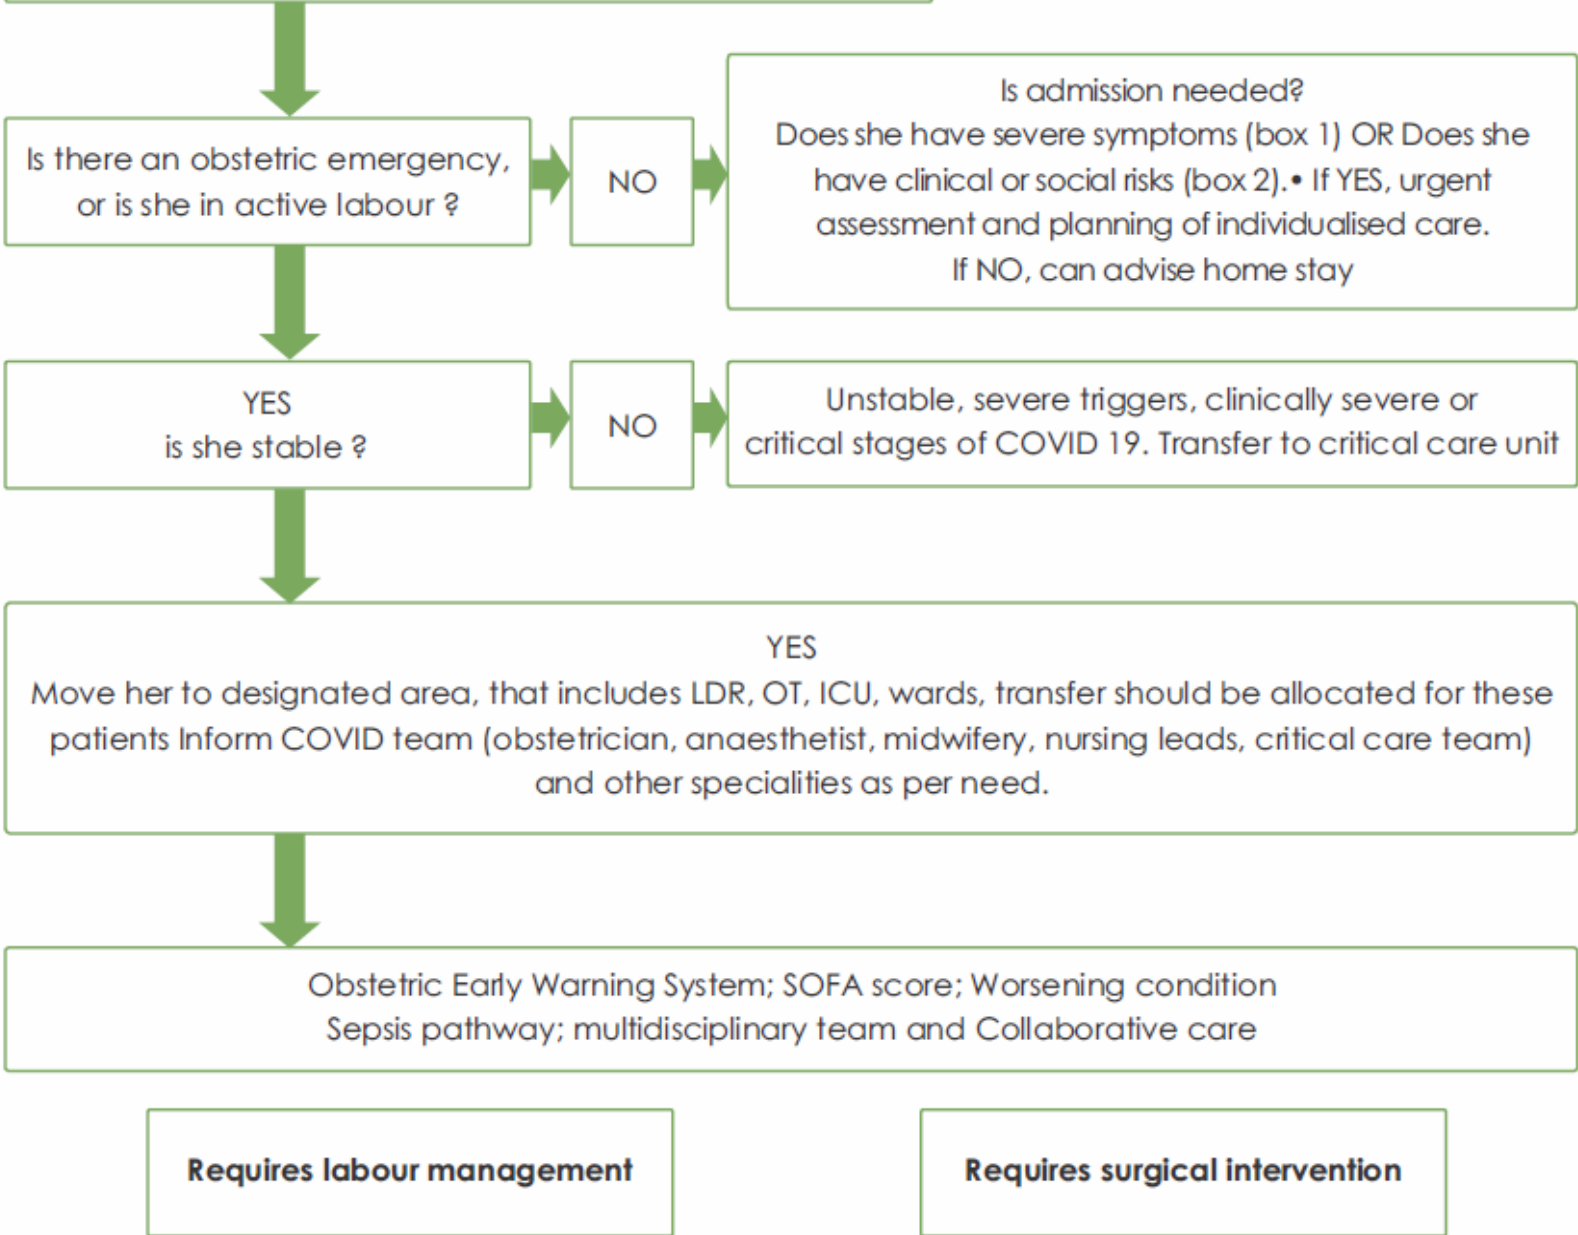 Is there an obstetric emergency,
or is she in active labour ?
NO
Is admission needed?
Does she have severe symptoms (box 1) OR Does she
have clinical or social risks (box 2).• If YES, urgent
assessment and planning of individualised care.
If NO, can advise home stay
YES
is she stable ?
NO
Unstable, severe triggers, clinically severe or
critical stages of COVID 19. Transfer to critical care unit
YES
Move her to designated area, that includes LDR, OT, ICU, wards, transfer should be allocated for these
patients Inform COVID team (obstetrician, anaesthetist, midwifery, nursing leads, critical care team)
and other specialities as per need.
Obstetric Early Warning System; SOFA score; Worsening condition
Sepsis pathway; multidisciplinary team and Collaborative care
Requires labour management
Requires surgical intervention